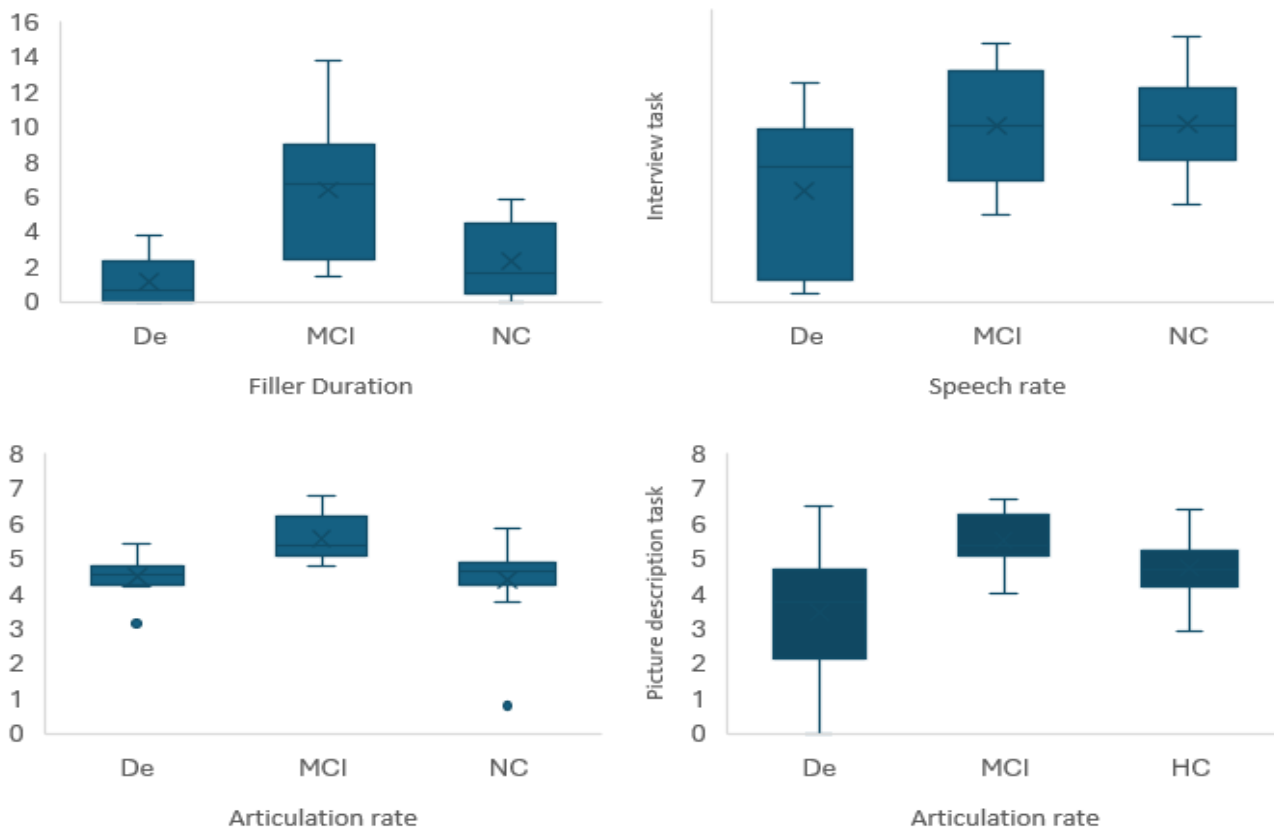 16
14
12
10
8
6
4
2
0
De MCI NC
Filler Duration
Interview task
De MCI NC
Speech rate
8
7
6
5
4
3
2
1
0
De MCI NC
Articulation rate
Picture description task
8
7
6
5
4
3
2
1
0
De MCI HC
Articulation rate